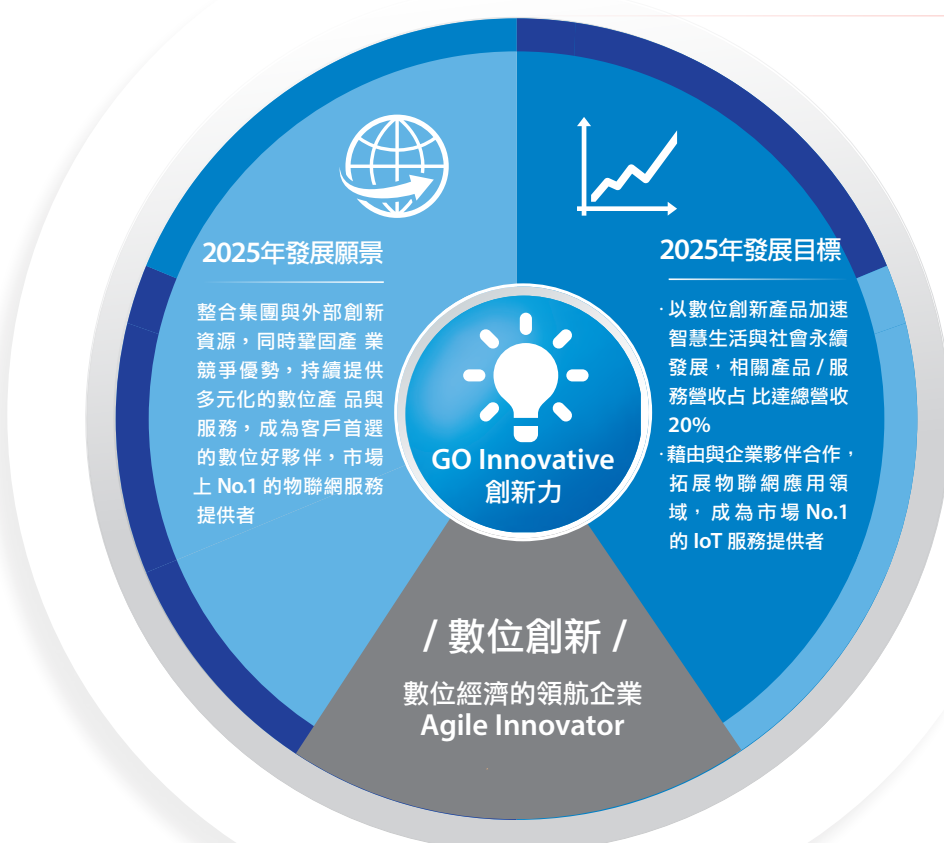 2025年發展願景
整合集團與外部創新
資源，同時鞏固產 業
競爭優勢，持續提供
多元化的數位產 品與
服務，成為客戶首選
的數位好夥伴，市場
上 No.1 的物聯網服務
提供者
2025年發展目標
· 以數位創新產品加速
智慧生活與社會永續
發展，相關產品 / 服
務營收占 比達總營收
20%
· 藉由與企業夥伴合作，
拓展物聯網應用領
域，成為市場 No.1
的 IoT 服務提供者
GO Innovative
創新力
/ 數位創新 /
數位經濟的領航企業
Agile Innovator